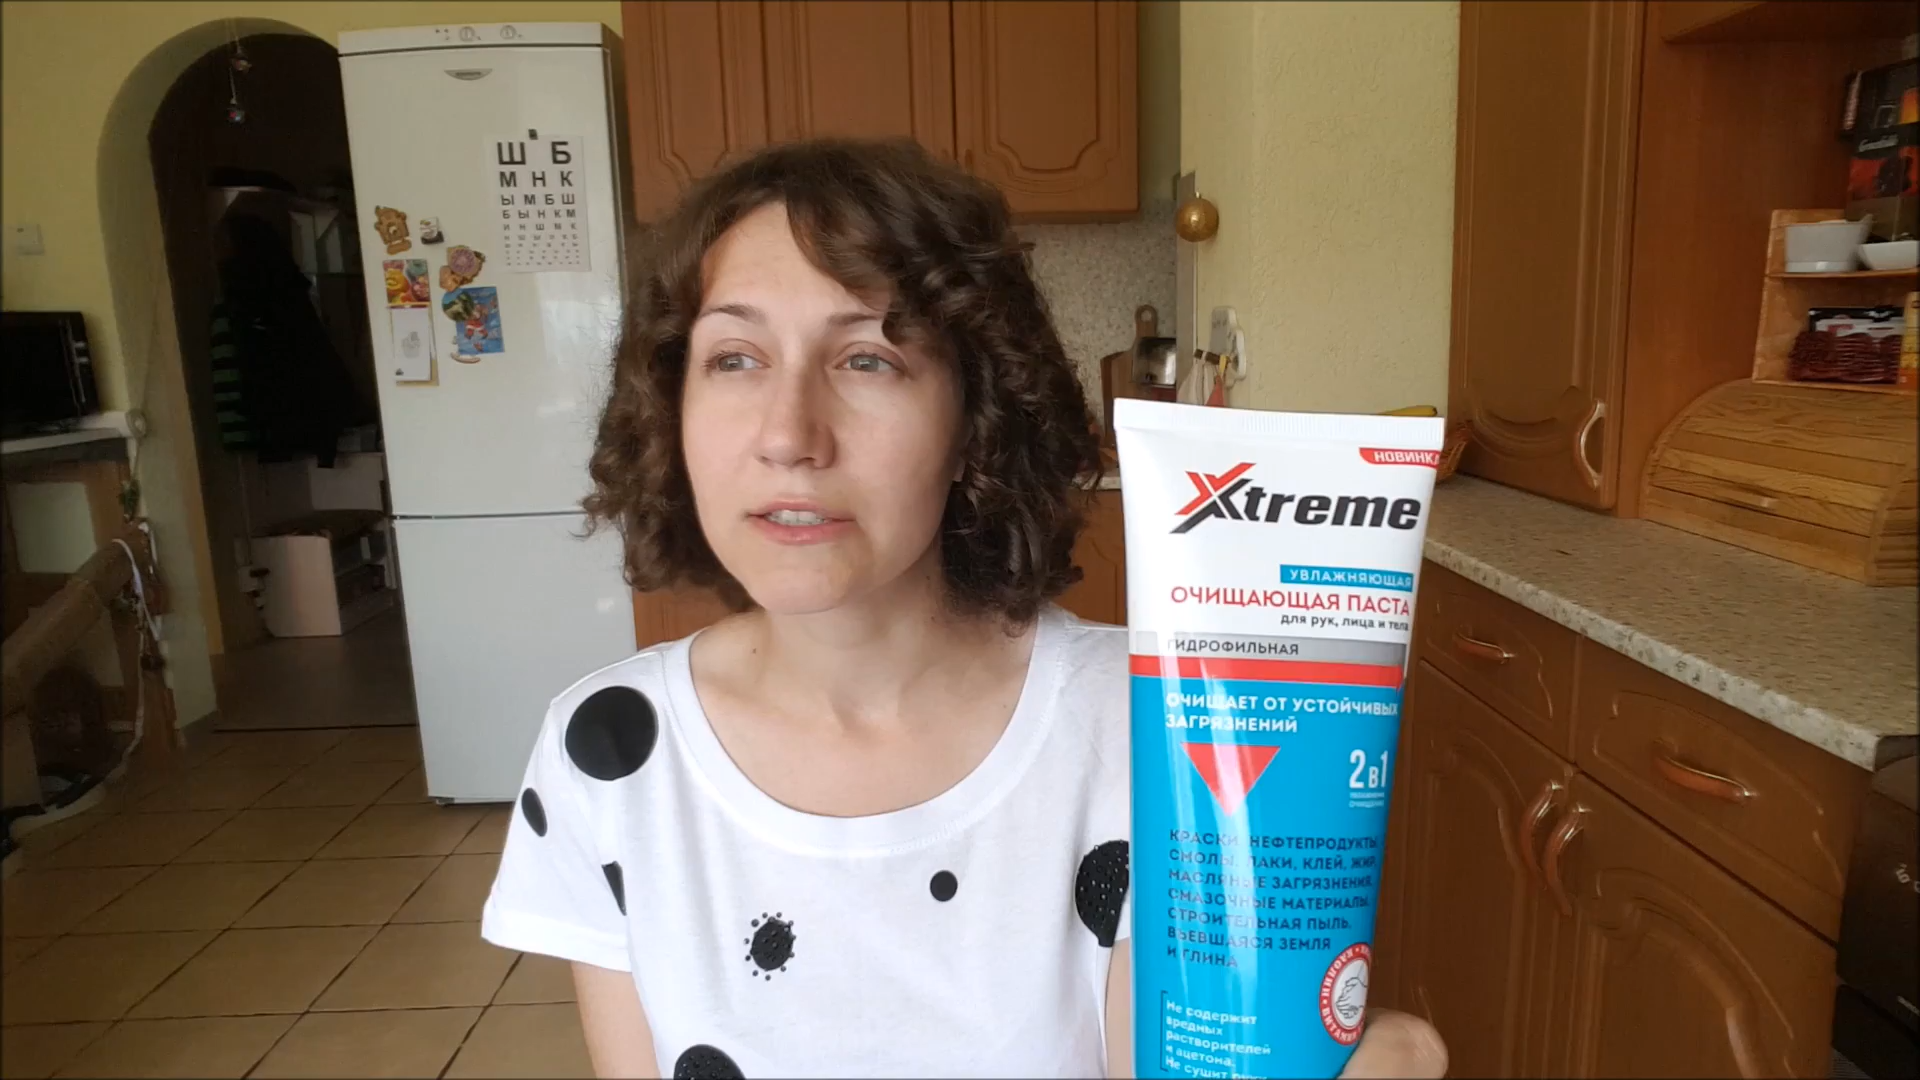 Ш Б
М Н К
Ы М Б Ш
Б Ы Н К М
И Н Ш М К
НОВИНКА
Xtreme
УВЛАЖНЯЮЩАЯ
ОЧИЩАЮЩАЯ ПАСТА
для рук, лица и тела
ГИДРОФИЛЬНАЯ
ОЧИЩАЕТ ОТ УСТОЙЧИВЫХ
ЗАГРЯЗНЕНИЙ
2в1
КРАСКИ, НЕФТЕПРОДУКТЫ,
СМОЛЫ, ЛАКИ, КЛЕЙ, ЖИР,
МАСЛЯНЫЕ ЗАГРЯЗНЕНИЯ,
СМАЗОЧНЫЕ МАТЕРИАЛЫ,
СТРОИТЕЛЬНАЯ ПЫЛЬ,
ВЪЕВШАЯСЯ ЗЕМЛЯ
И ГЛИНА
Не содержит
вредных
растворителей
и ацетона.
Не сушит руки